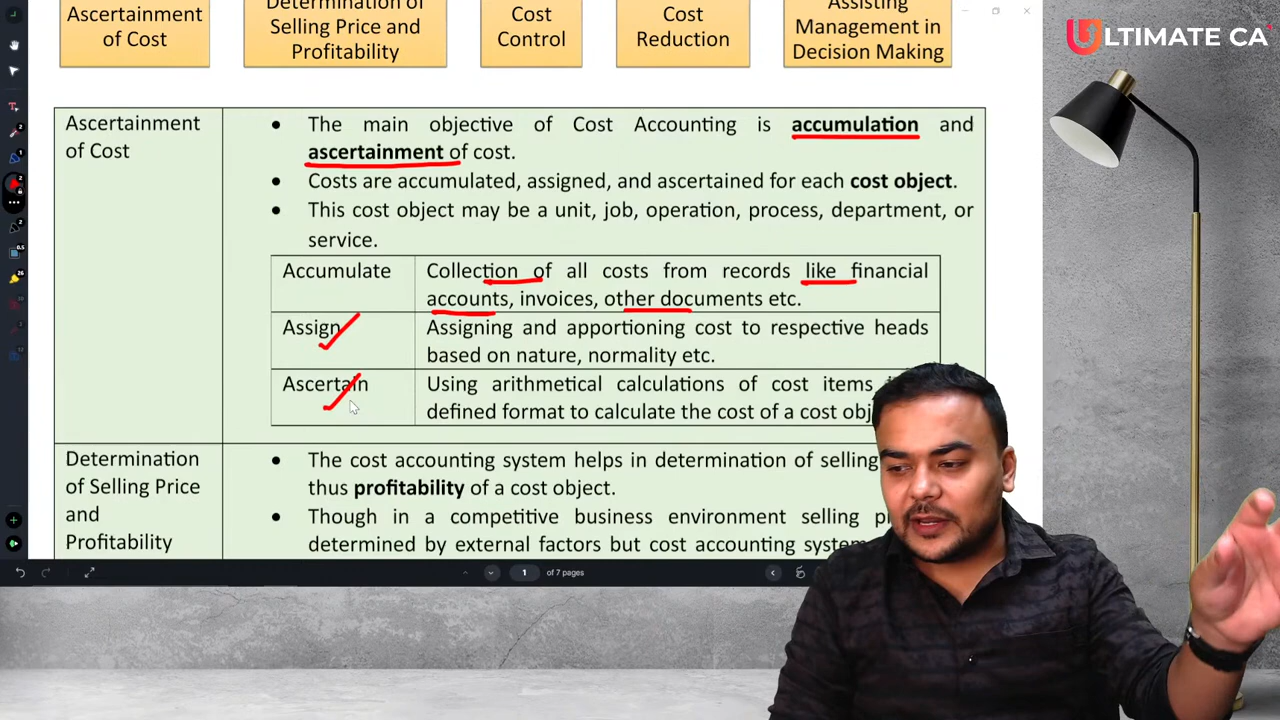 ULTIMATE CA
Ascertainment
of Cost
Determination of
Selling Price and
Profitability
Cost
Control
Cost
Reduction
Assisting
Management in
Decision Making
Ascertainment
of Cost
• The main objective of Cost Accounting is accumulation and
ascertainment of cost.
• Costs are accumulated, assigned, and ascertained for each cost object.
• This cost object may be a unit, job, operation, process, department, or
service.
Accumulate
Collection of all costs from records like financial
accounts, invoices, other documents etc.
Assign
Assigning and apportioning cost to respective heads
based on nature, normality etc.
Ascertain
Using arithmetical calculations of cost items
defined format to calculate the cost of a cost
Determination
of Selling Price
and
Profitability
• The cost accounting system helps in determination of selling
thus profitability of a cost object.
• Though in a competitive business environment selling
determined by external factors but cost accounting
1 of 7 pages